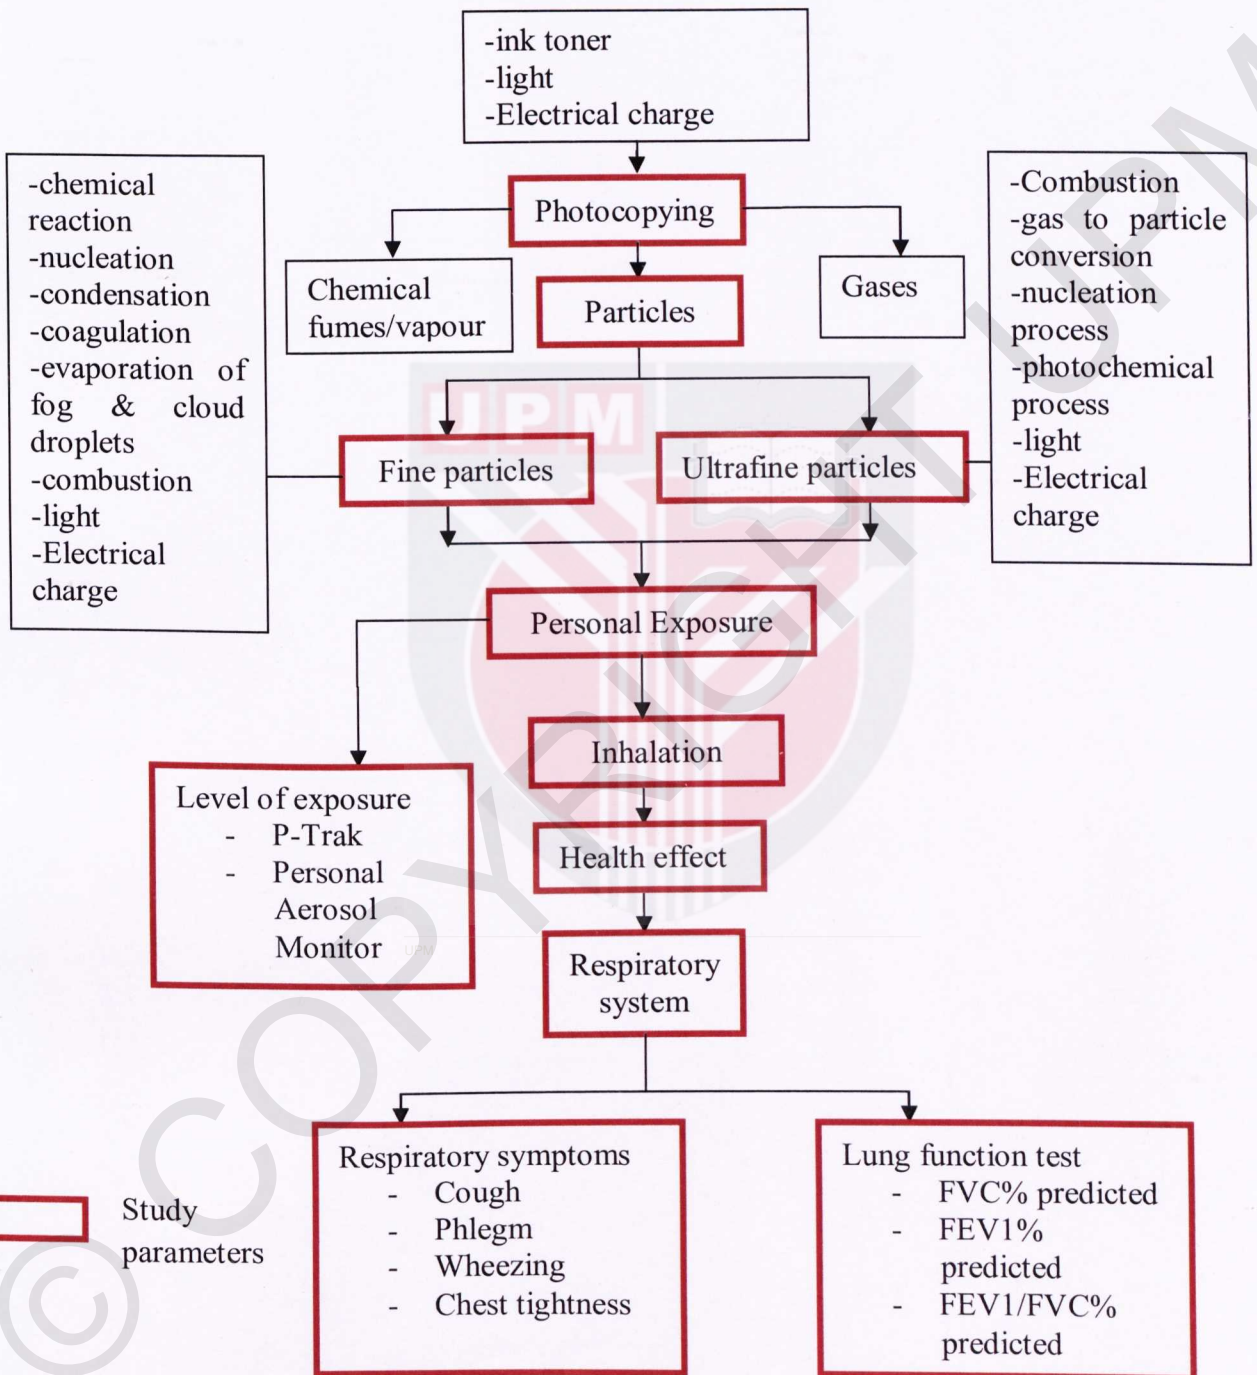 -ink toner
-light
-Electrical charge
-chemical
reaction
-nucleation
-condensation
-coagulation
-evaporation of
fog & cloud
droplets
-combustion
-light
-Electrical
charge
Photocopying
-Combustion
-gas to particle
conversion
-nucleation
process
-photochemical
process
-light
-Electrical
charge
Chemical
fumes/vapour
Particles
Gases
UPM
Fine particles
Ultrafine particles
Personal Exposure
Inhalation
Level of exposure
- P-Trak
- Personal
Aerosol
Monitor
UPM
Health effect
Respiratory
system
Respiratory symptoms
- Cough
- Phlegm
- Wheezing
- Chest tightness
Lung function test
- FVC% predicted
- FEV1%
predicted
- FEV1/FVC%
predicted
Study
parameters
© COPYRIGHT UPM